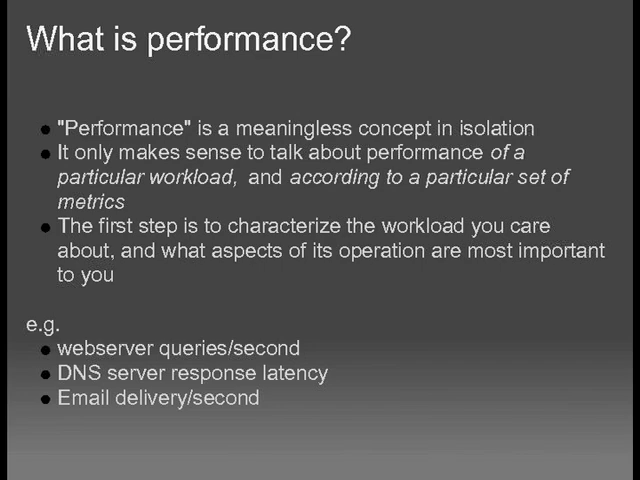 What is performance?
"Performance" is a meaningless concept in isolation
It only makes sense to talk about performance of a
particular workload, and according to a particular set of
metrics
The first step is to characterize the workload you care
about, and what aspects of its operation are most important
to you
e.g.
webserver queries/second
DNS server response latency
Email delivery/second